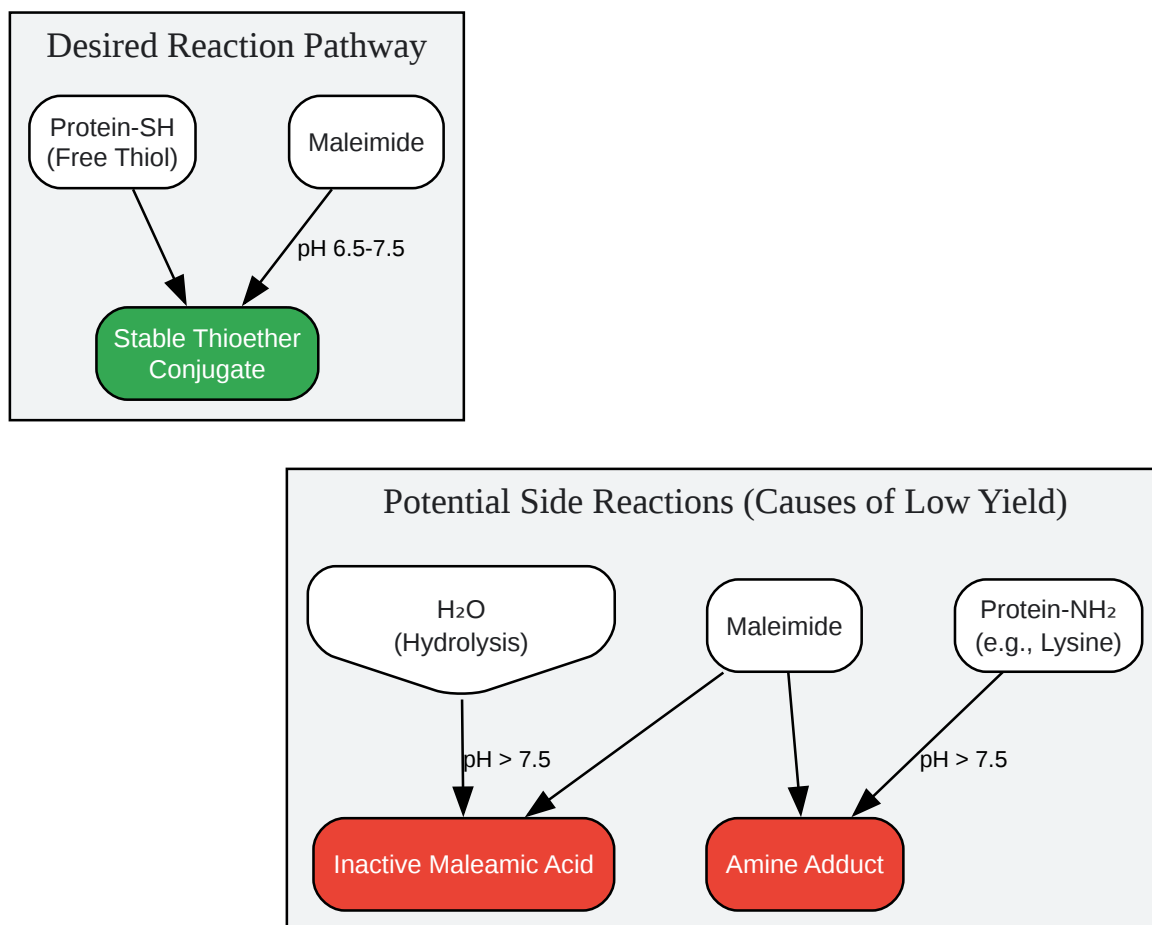 Desired Reaction Pathway
Protein-SH
(Free Thiol)
Maleimide
pH 6.5-7.5
Stable Thioether
Conjugate
Potential Side Reactions (Causes of Low Yield)
H₂O
(Hydrolysis)
Maleimide
Protein-NH₂
(e.g., Lysine)
pH > 7.5
pH > 7.5
Inactive Maleamic Acid
Amine Adduct